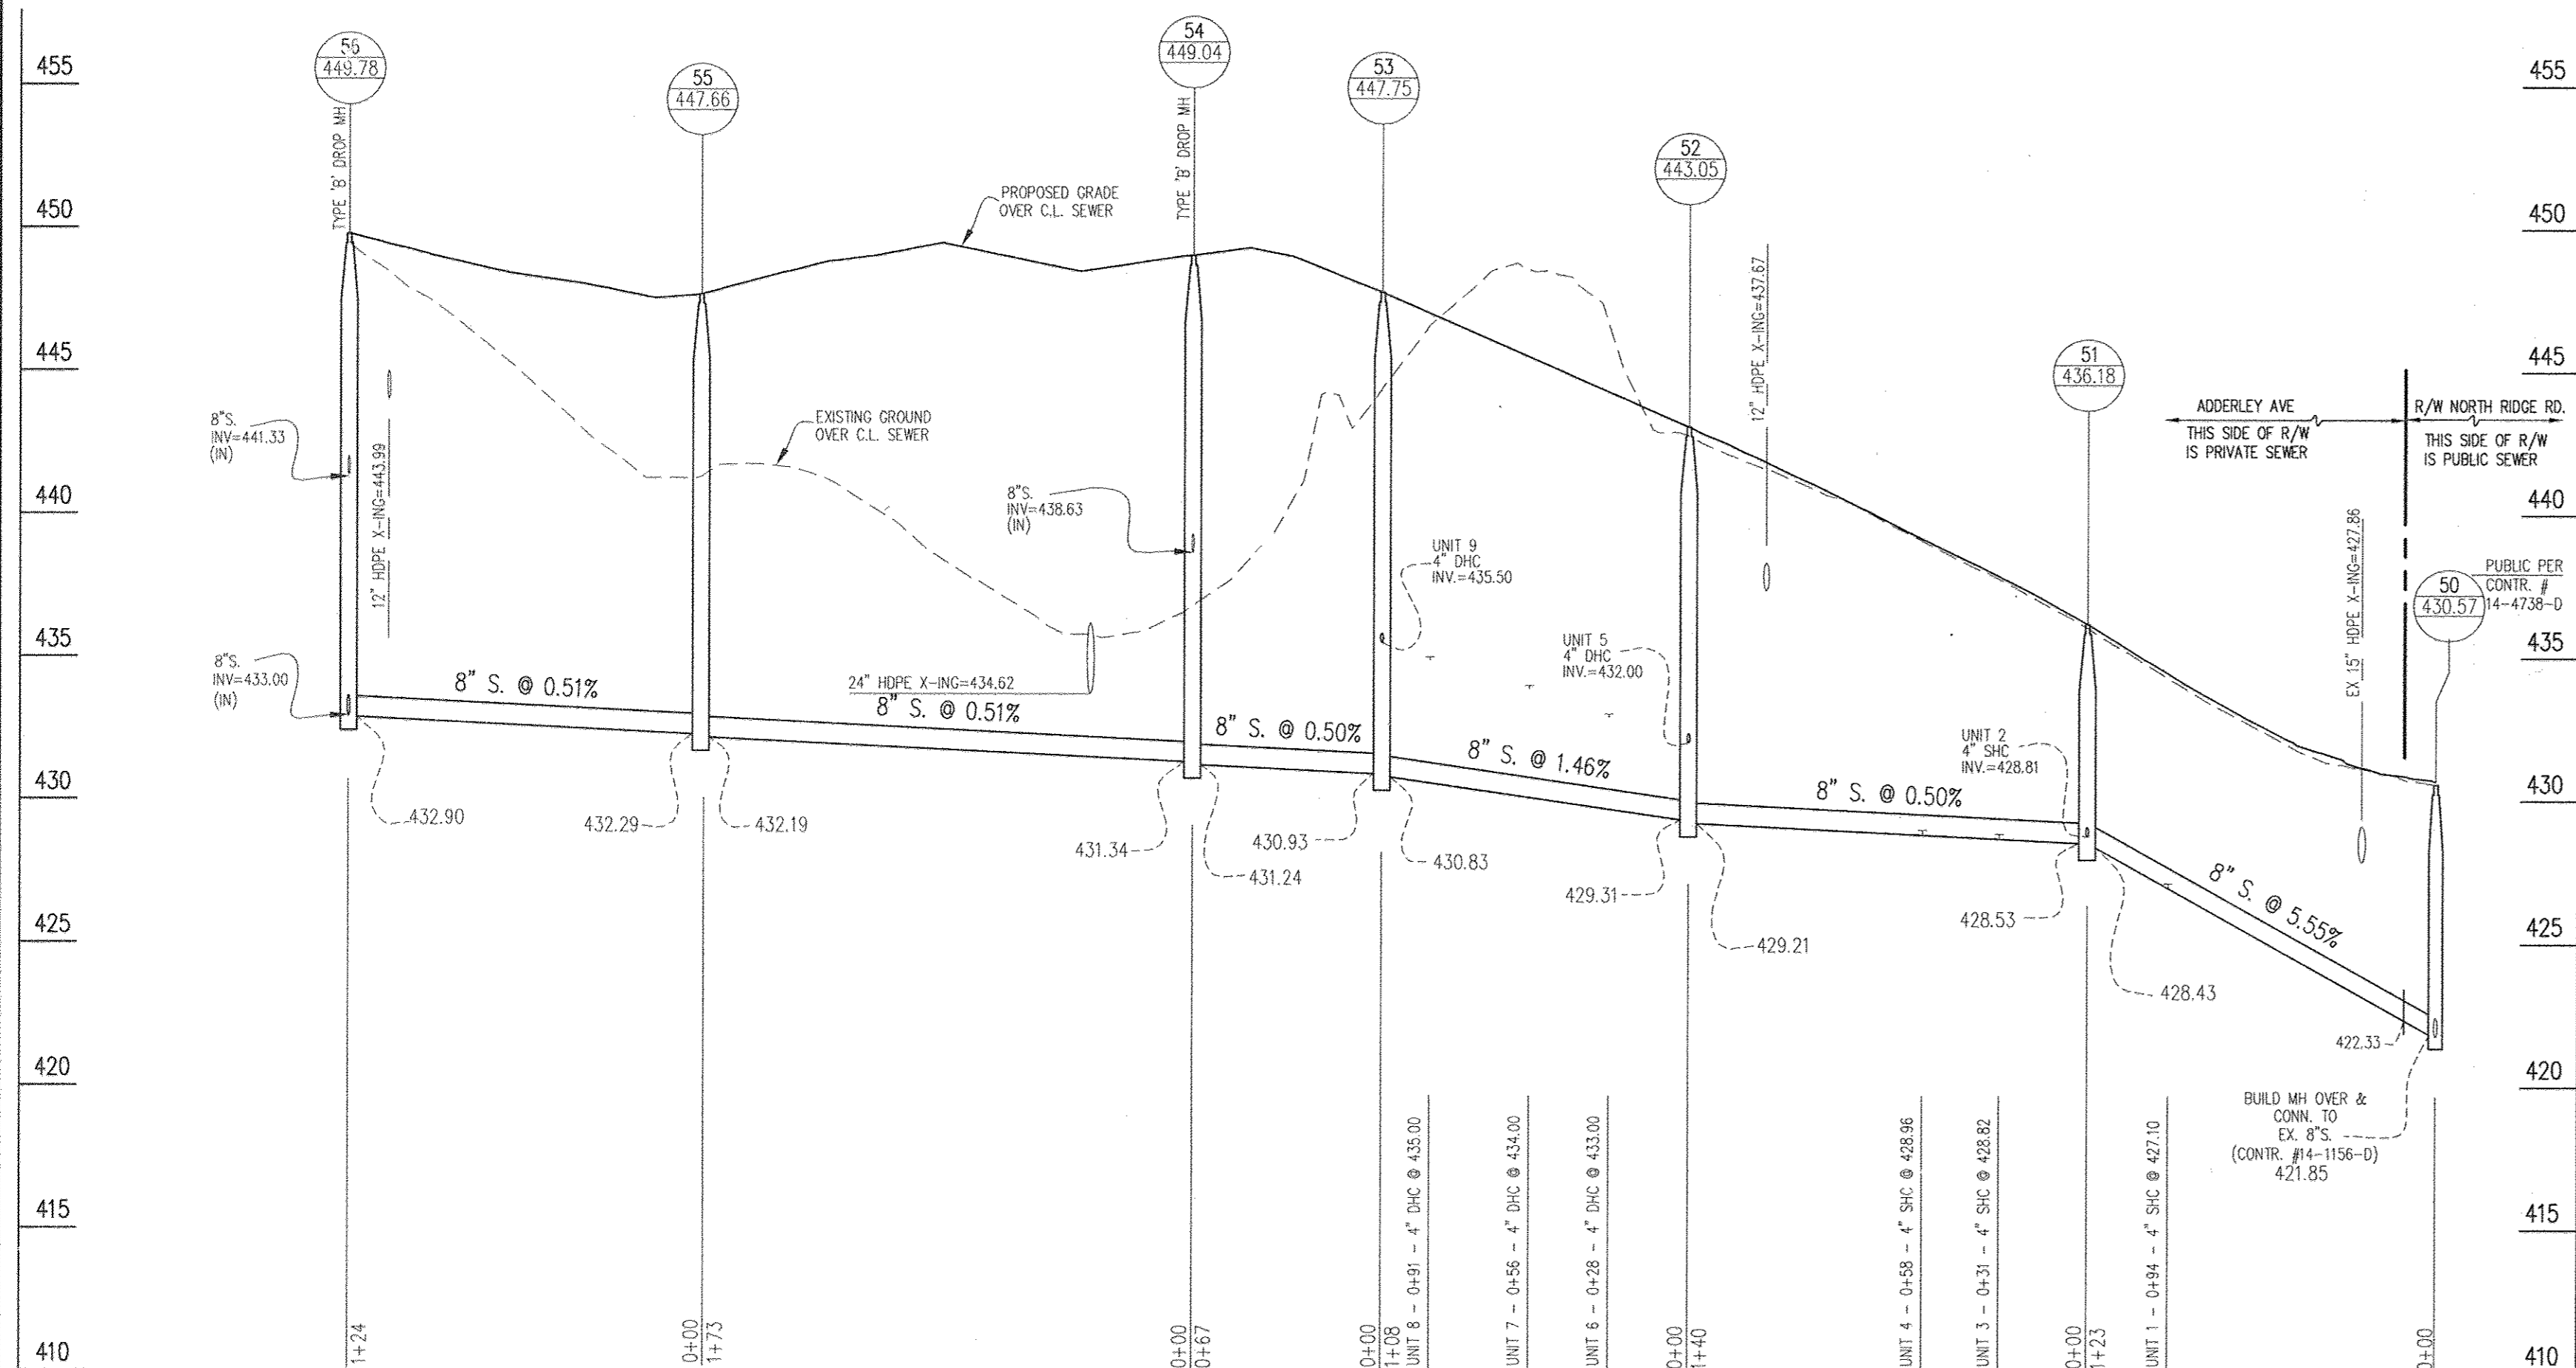 455
450
445
440
435
430
425
420
415
410
56
449.78
TYPE 'B' DROP MH
8"S.
INV=441.33
(IN)
12" HDPE X-ING=443.99
8"S.
INV=433.00
(IN)
8" S. @ 0.51%
432.90
55
447.66
432.29
432.19
EXISTING GROUND
OVER C.L. SEWER
PROPOSED GRADE
OVER C.L. SEWER
24" HDPE X-ING=434.62
8" S. @ 0.51%
54
449.04
TYPE 'B' DROP MH
8"S.
INV=438.63
(IN)
431.34
431.24
8" S. @ 0.50%
53
447.75
UNIT 9
4" DHC
INV.=435.50
430.93
430.83
8" S. @ 1.46%
52
443.05
UNIT 5
4" DHC
INV.=432.00
429.31
429.21
12" HDPE X-ING=437.67
8" S. @ 0.50%
51
436.18
UNIT 2
4" SHC
INV.=428.81
428.53
428.43
8" S. @ 5.55%
ADDERLEY AVE
THIS SIDE OF R/W
IS PRIVATE SEWER
R/W NORTH RIDGE RD.
THIS SIDE OF R/W
IS PUBLIC SEWER
EX 15" HDPE X-ING=427.86
PUBLIC PER
CONTR. #
14-4738-D
50
430.57
422.33
BUILD MH OVER &
CONN. TO
EX. 8"S.
(CONTR. #14-1156-D)
421.85
1+24
0+00
1+73
0+00
0+67
0+00
1+08
UNIT 8 - 0+91 - 4" DHC @ 435.00
UNIT 7 - 0+56 - 4" DHC @ 434.00
UNIT 6 - 0+28 - 4" DHC @ 433.00
0+00
1+40
UNIT 4 - 0+58 - 4" SHC @ 428.96
UNIT 3 - 0+31 - 4" SHC @ 428.82
0+00
1+23
UNIT 1 - 0+94 - 4" SHC @ 427.10
0+00
455
450
445
440
435
430
425
420
415
410